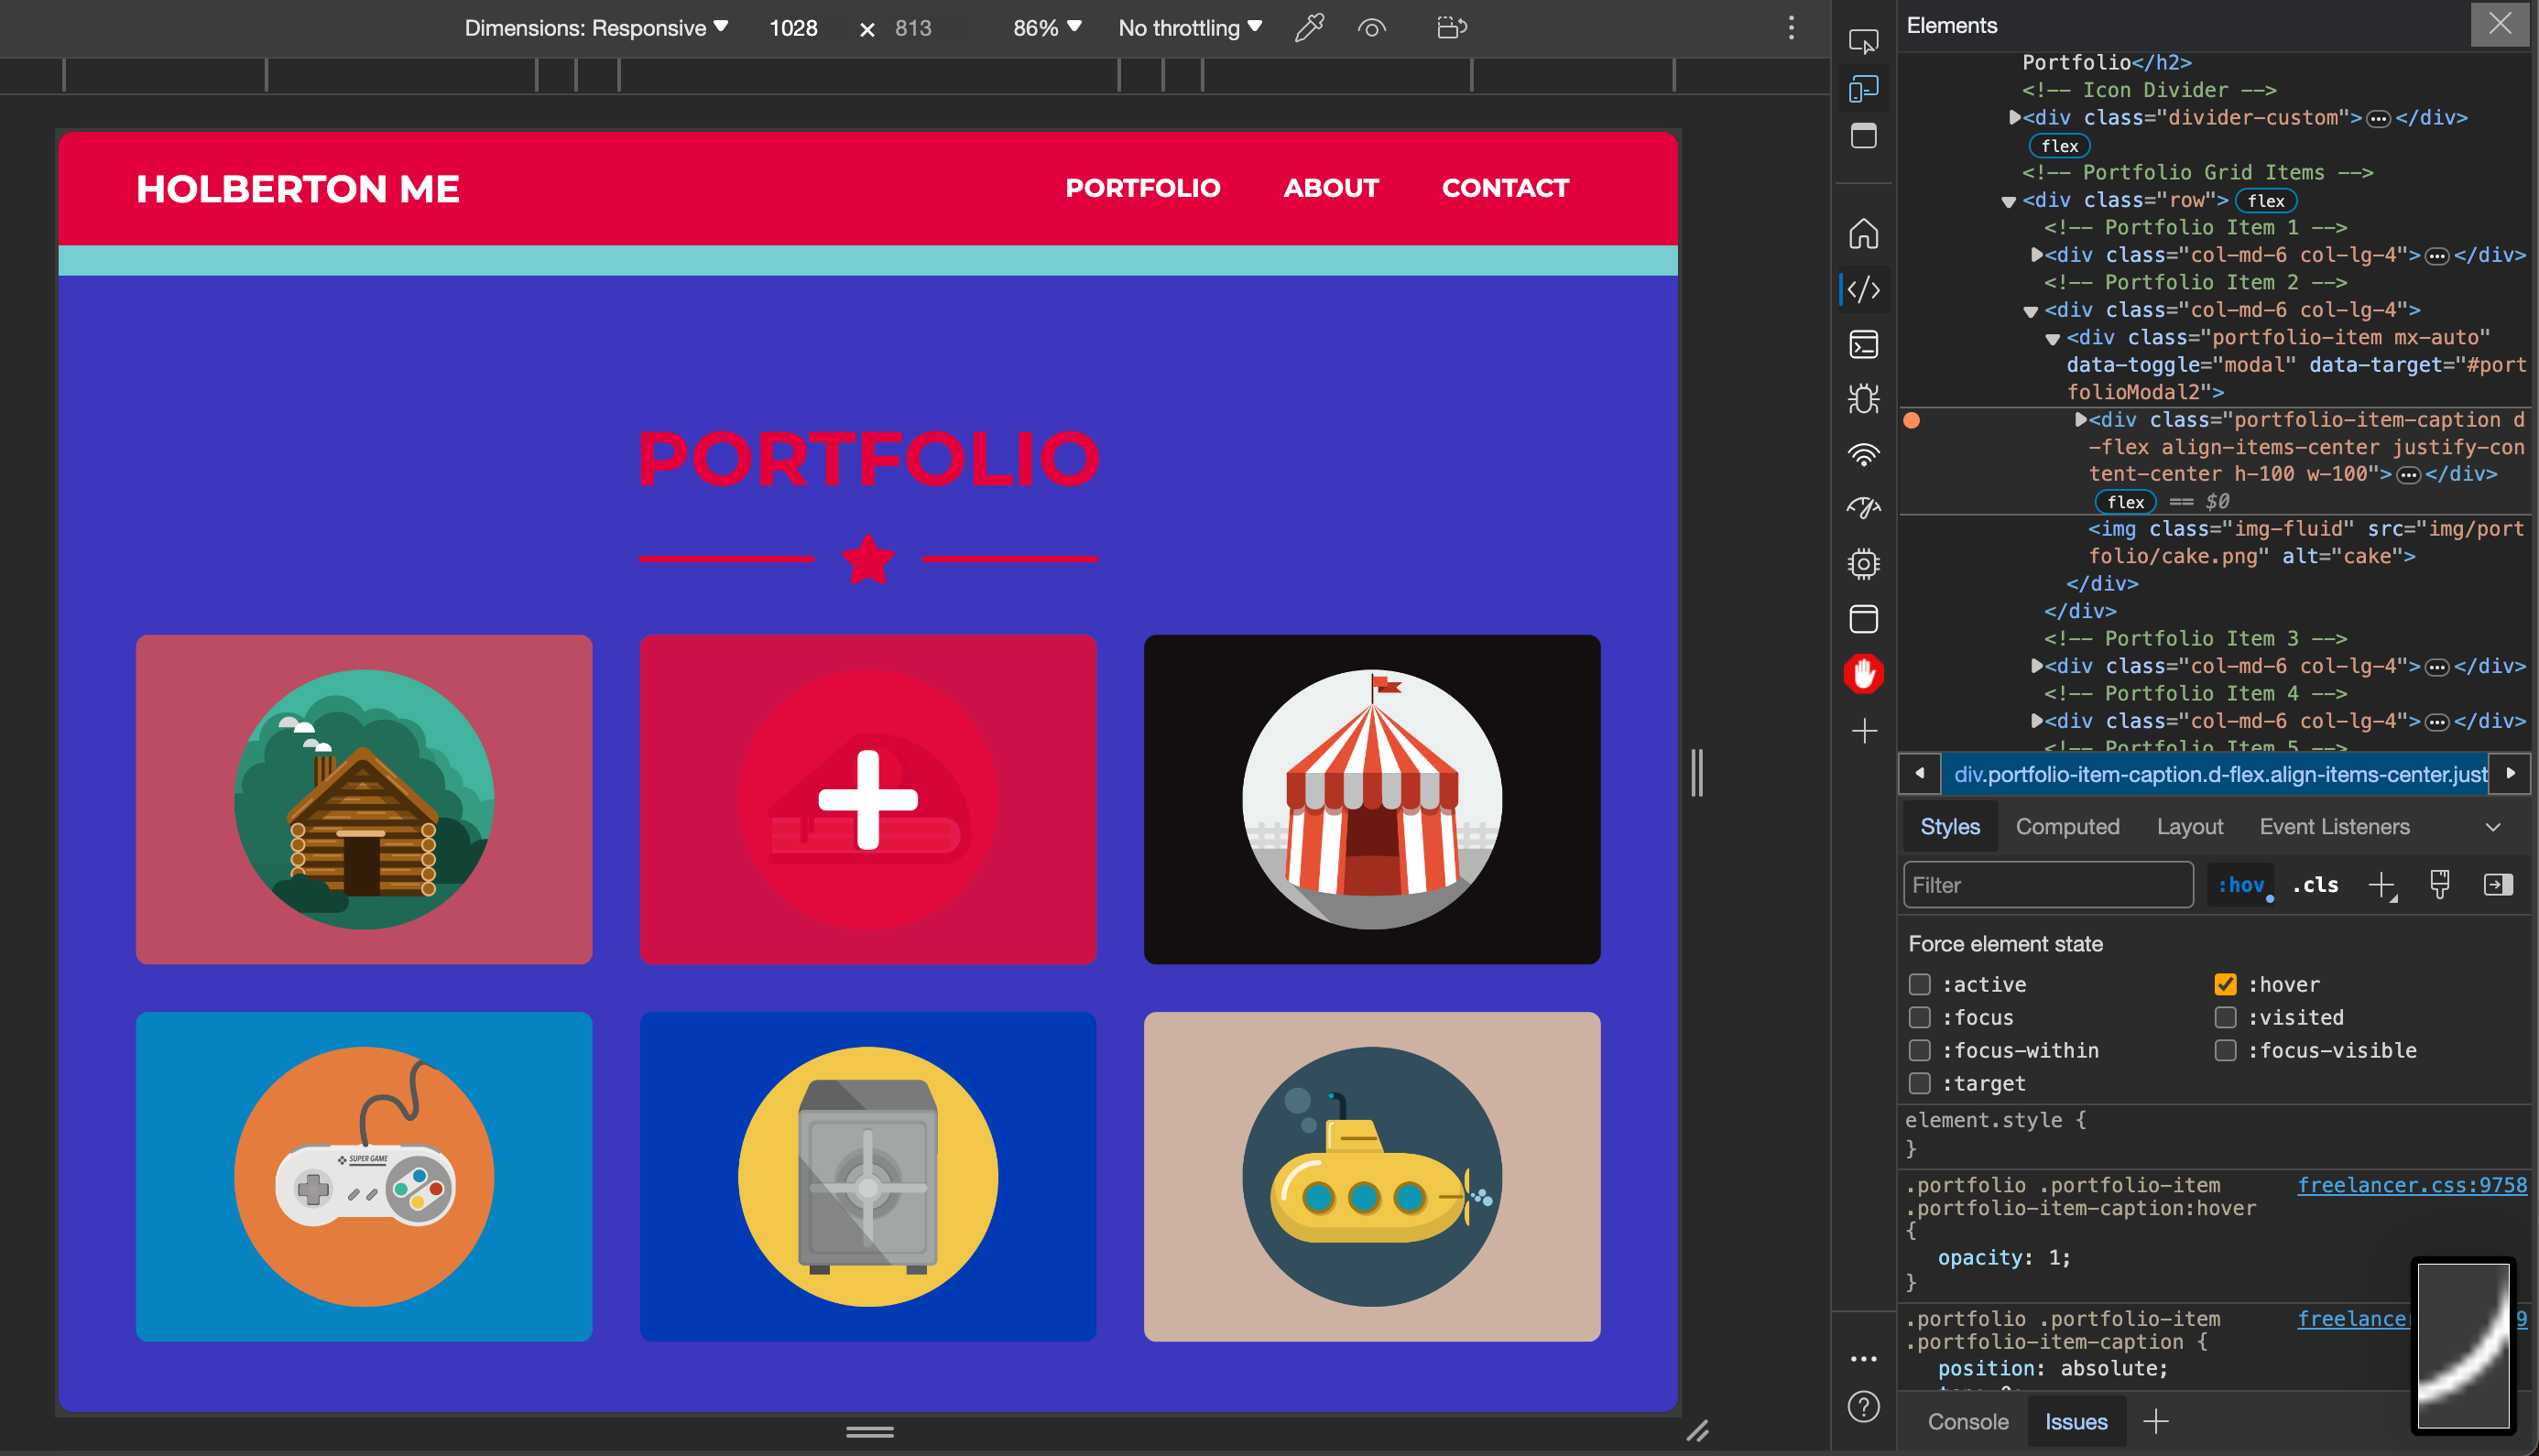 Dimensions: Responsive 1028 × 813 86% No throttling
HOLBERTON ME
PORTFOLIO ABOUT CONTACT
PORTFOLIO
SUPER GAME
Elements
Portfolio</h2>
<!-- Icon Divider -->
<div class="divider-custom">…</div>
flex
<!-- Portfolio Grid Items -->
<div class="row"> flex
<!-- Portfolio Item 1 -->
<div class="col-md-6 col-lg-4">…</div>
<!-- Portfolio Item 2 -->
<div class="col-md-6 col-lg-4">
<div class="portfolio-item mx-auto"
data-toggle="modal" data-target="#port
folioModal2">
<div class="portfolio-item-caption d
-flex align-items-center justify-con
tent-center h-100 w-100">…</div>
flex == $0
<img class="img-fluid" src="img/port
folio/cake.png" alt="cake">
</div>
</div>
<!-- Portfolio Item 3 -->
<div class="col-md-6 col-lg-4">…</div>
<!-- Portfolio Item 4 -->
<div class="col-md-6 col-lg-4">…</div>
<!-- Portfolio Item 5 -->
div.portfolio-item-caption.d-flex.align-items-center.just
Styles Computed Layout Event Listeners
Filter :hov .cls
Force element state
:active :hover
:focus :visited
:focus-within :focus-visible
:target
element.style {
}
.portfolio .portfolio-item freelancer.css:9758
.portfolio-item-caption:hover
{
opacity: 1;
}
.portfolio .portfolio-item
.portfolio-item-caption {
position: absolute;
Console Issues